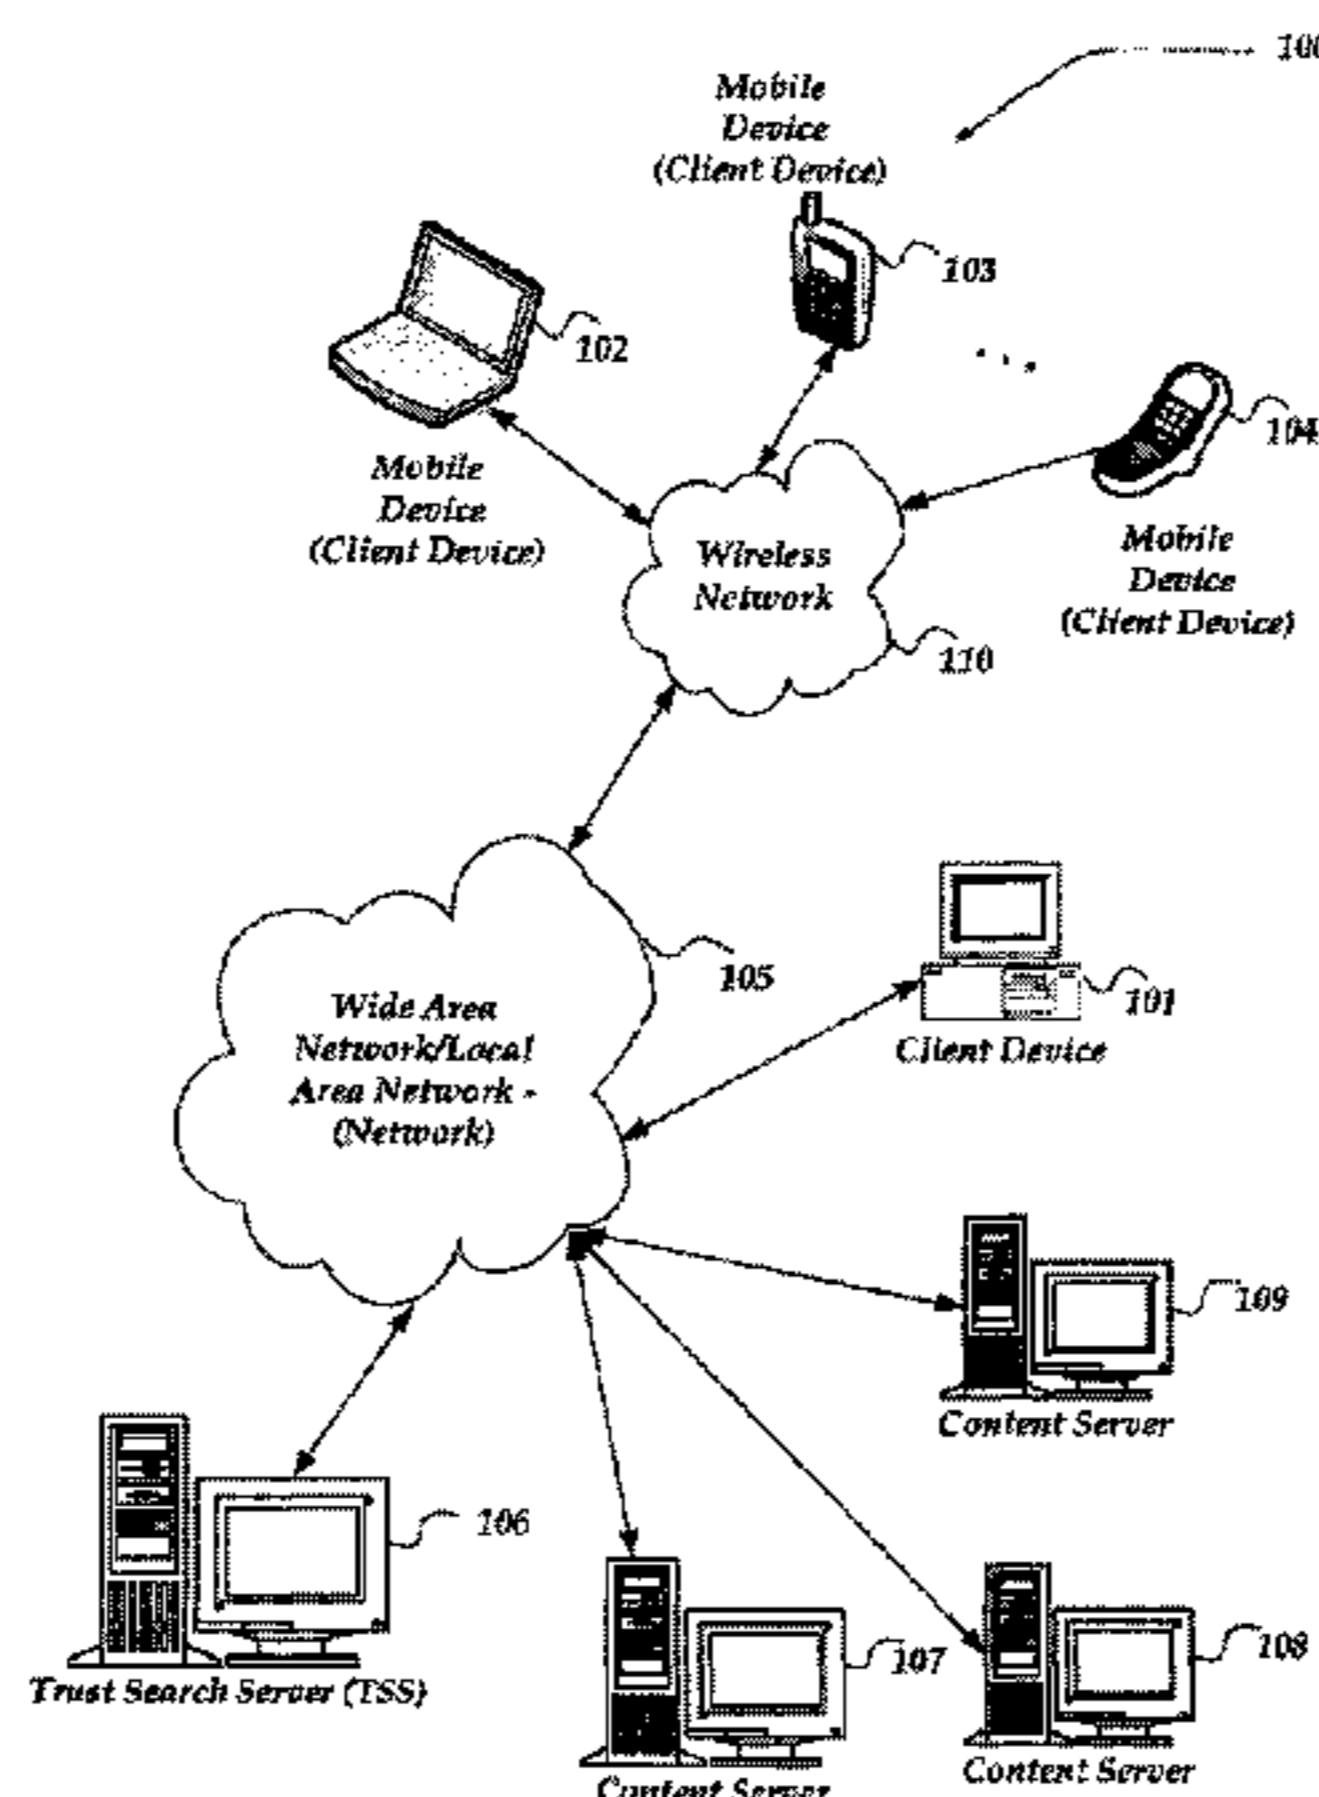 100
Mobile
Device
(Client Device)
103
102
104
Mobile
Device
(Client Device)
Wireless
Network
Mobile
Device
(Client Device)
110
105
Wide Area
Network/Local
Area Network -
(Network)
101
Client Device
109
Content Server
106
Trust Search Server (TSS)
107
108
Content Server
Content Server